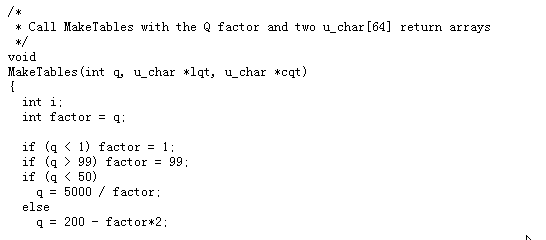 /*
 * Call MakeTables with the Q factor and two u_char[64] return arrays
 */
void
MakeTables(int q, u_char *lqt, u_char *cqt)
{
  int i;
  int factor = q;

  if (q < 1) factor = 1;
  if (q > 99) factor = 99;
  if (q < 50)
    q = 5000 / factor;
  else
    q = 200 - factor*2;